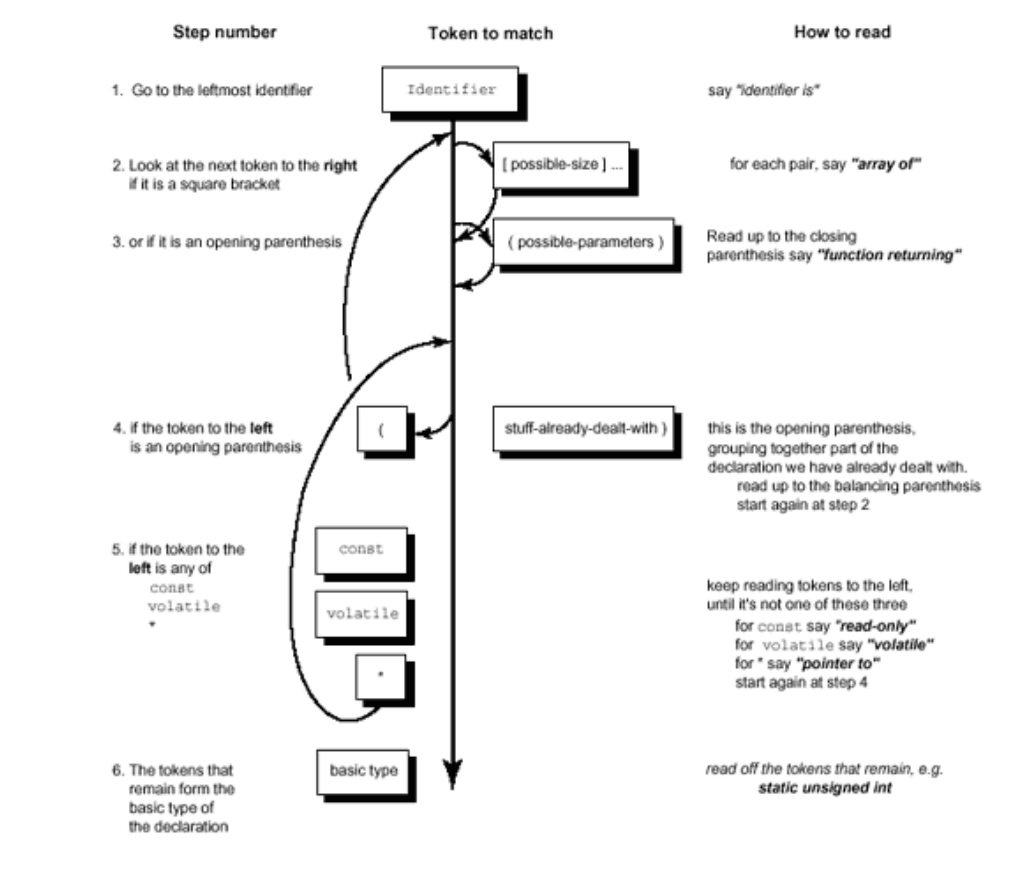 Step number
Token to match
How to read
1. Go to the leftmost identifier
Identifier
say "identifier is"
2. Look at the next token to the right
if it is a square bracket
[ possible-size ] ...
for each pair, say "array of"
3. or if it is an opening parenthesis
( possible-parameters )
Read up to the closing
parenthesis say "function returning"
4. if the token to the left
is an opening parenthesis
(
stuff-already-dealt-with )
this is the opening parenthesis,
grouping together part of the
declaration we have already dealt with.
read up to the balancing parenthesis
start again at step 2
5. if the token to the
left is any of
const
volatile
*
const
volatile
*
keep reading tokens to the left,
until it's not one of these three
for const say "read-only"
for volatile say "volatile"
for * say "pointer to"
start again at step 4
6. The tokens that
remain form the
basic type of
the declaration
basic type
read off the tokens that remain, e.g.
static unsigned int